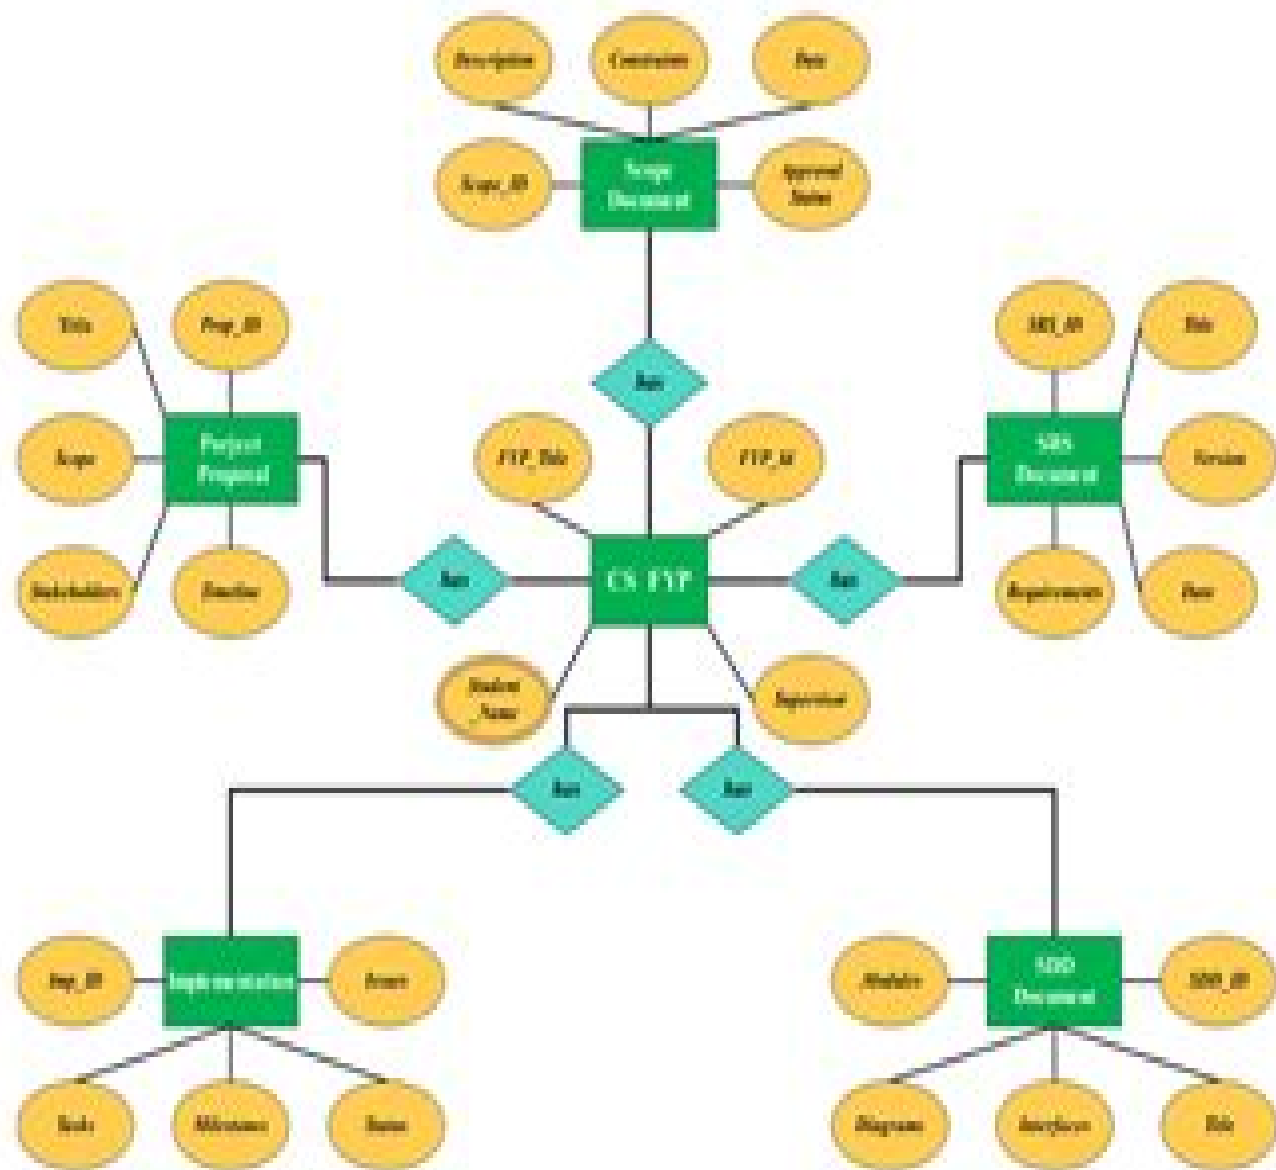 Description
Constraints
Date
Scope_ID
Scope
Document
Approval
Status
has
Title
Prop_ID
Scope
Project
Proposal
Stakeholders
Timeline
has
FYP_Title
FYP_Id
CS FYP
Student
_Name
Supervisor
has
SRS_ID
Title
SRS
Document
Version
Requirements
Date
has
has
Imp_ID
Implementation
Issues
Tasks
Milestones
Status
Modules
SDD
Document
SDD_ID
Diagrams
Interfaces
Title